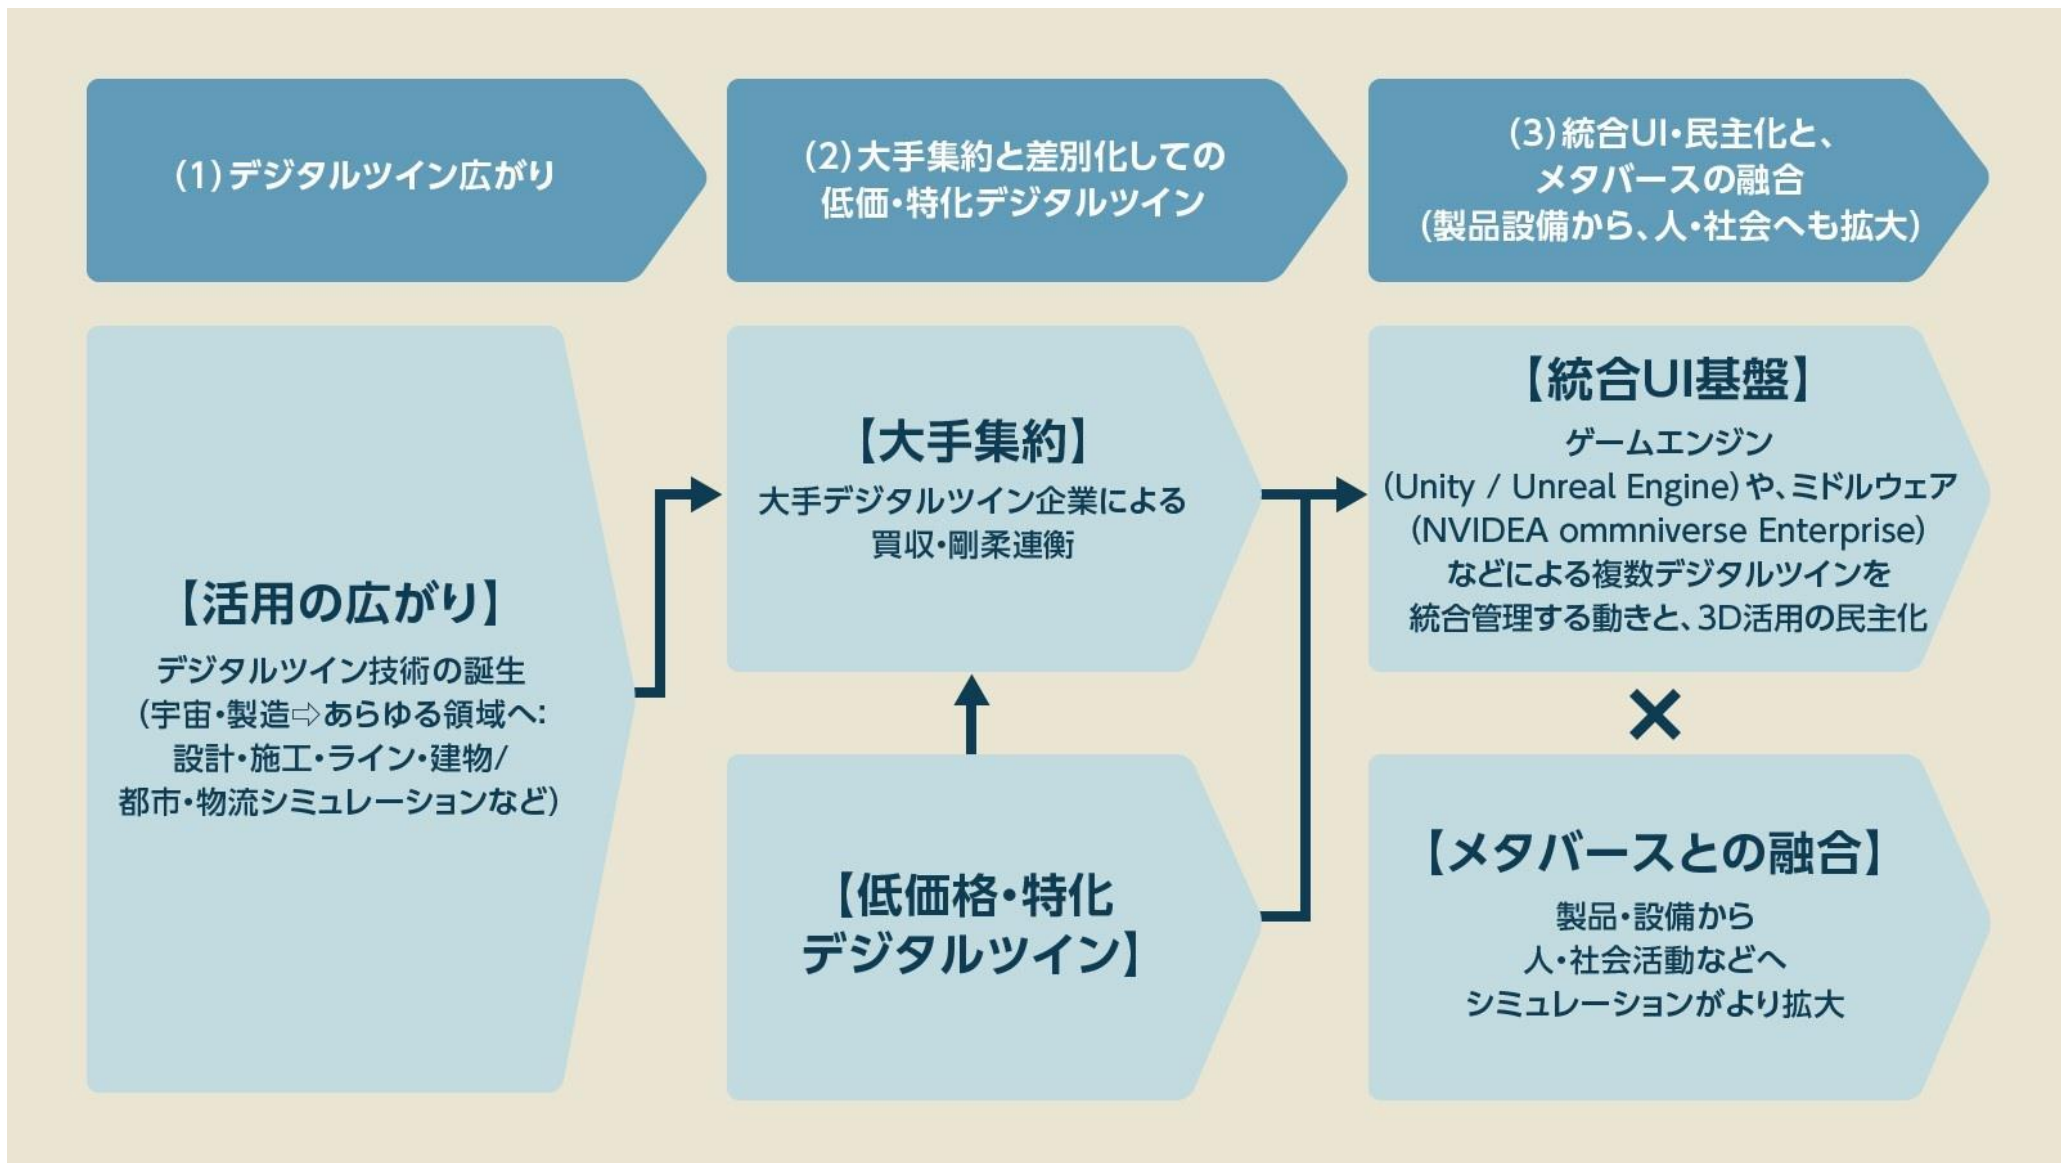 (1)デジタルツイン広がり
(2)大手集約と差別化しての
低価・特化デジタルツイン
(3)統合UI・民主化と、
メタバースの融合
(製品設備から、人・社会へも拡大)
【活用の広がり】
デジタルツイン技術の誕生
(宇宙・製造⇨あらゆる領域へ:
設計・施工・ライン・建物/
都市・物流シミュレーションなど)
【大手集約】
大手デジタルツイン企業による
買収・剛柔連衡
【低価格・特化
デジタルツイン】
【統合UI基盤】
ゲームエンジン
(Unity / Unreal Engine)や、ミドルウェア
(NVIDEA ommniverse Enterprise)
などによる複数デジタルツインを
統合管理する動きと、3D活用の民主化
×
【メタバースとの融合】
製品・設備から
人・社会活動などへ
シミュレーションがより拡大